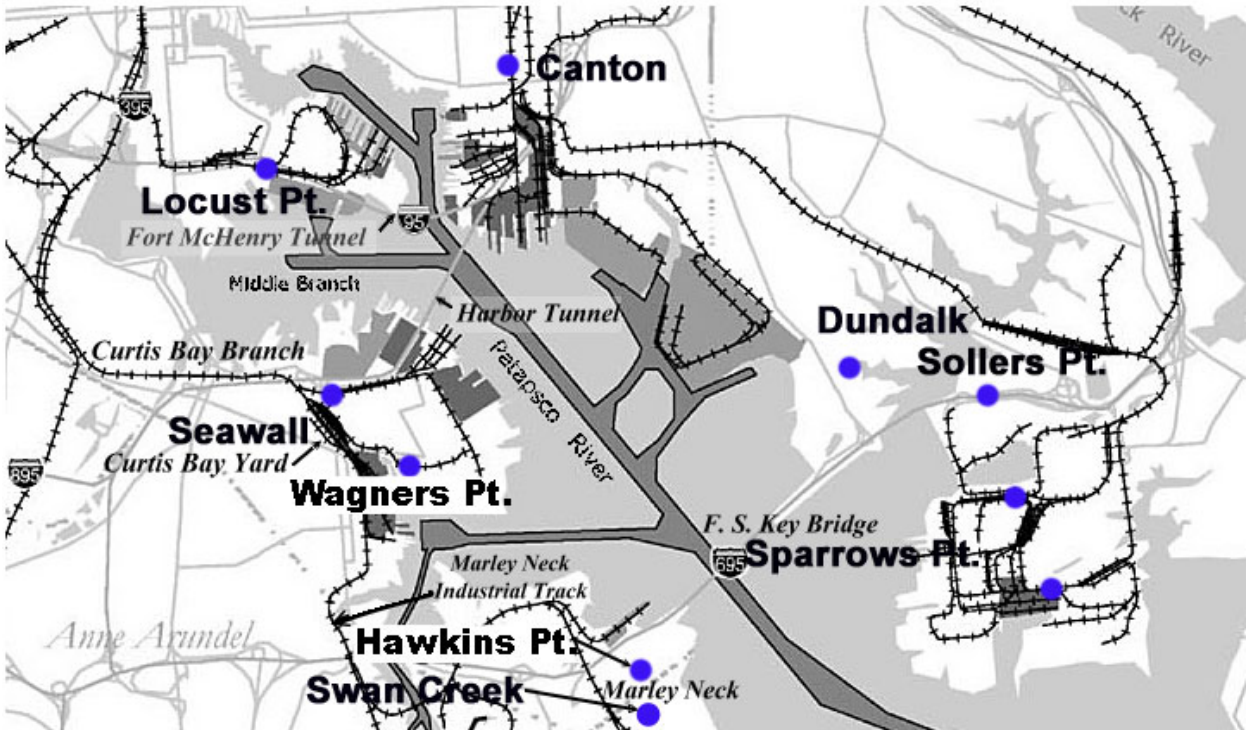 ck River
Canton
395
Locust Pt.
95
Fort McHenry Tunnel
Middle Branch
Harbor Tunnel
Dundalk
Sollers Pt.
Curtis Bay Branch
Patapsco River
Seawall
Curtis Bay Yard
895
Wagners Pt.
F. S. Key Bridge
Sparrows Pt.
695
Marley Neck
Industrial Track
Anne Arundel
Hawkins Pt.
Swan Creek
Marley Neck